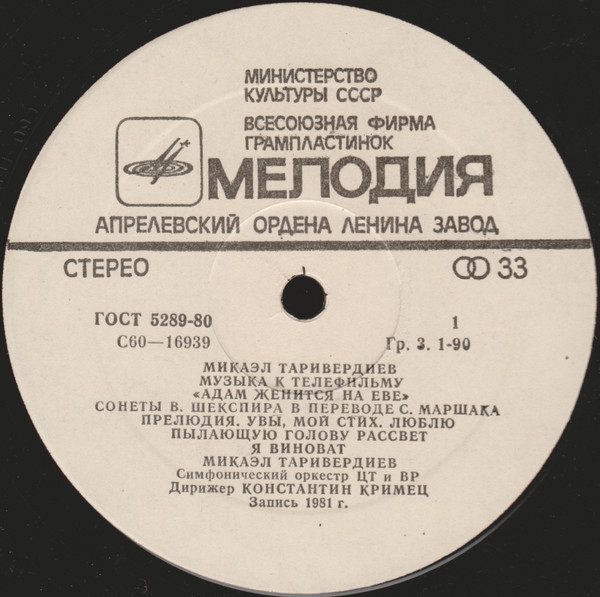 МИНИСТЕРСТВО
КУЛЬТУРЫ СССР
ВСЕСОЮЗНАЯ ФИРМА
ГРАМПЛАСТИНОК
МЕЛОДИЯ
АПРЕЛЕВСКИЙ ОРДЕНА ЛЕНИНА ЗАВОД
СТЕРЕО 33
ГОСТ 5289-80 1
С60—16939 Гр. 3. 1-90
МИКАЭЛ ТАРИВЕРДИЕВ
МУЗЫКА К ТЕЛЕФИЛЬМУ
«АДАМ ЖЕНИТСЯ НА ЕВЕ»
СОНЕТЫ В. ШЕКСПИРА В ПЕРЕВОДЕ С. МАРШАКА
ПРЕЛЮДИЯ. УВЫ, МОЙ СТИХ. ЛЮБЛЮ
ПЫЛАЮЩУЮ ГОЛОВУ РАССВЕТ
Я ВИНОВАТ
МИКАЭЛ ТАРИВЕРДИЕВ
Симфонический оркестр ЦТ и ВР
Дирижер КОНСТАНТИН КРИМЕЦ
Запись 1981 г.